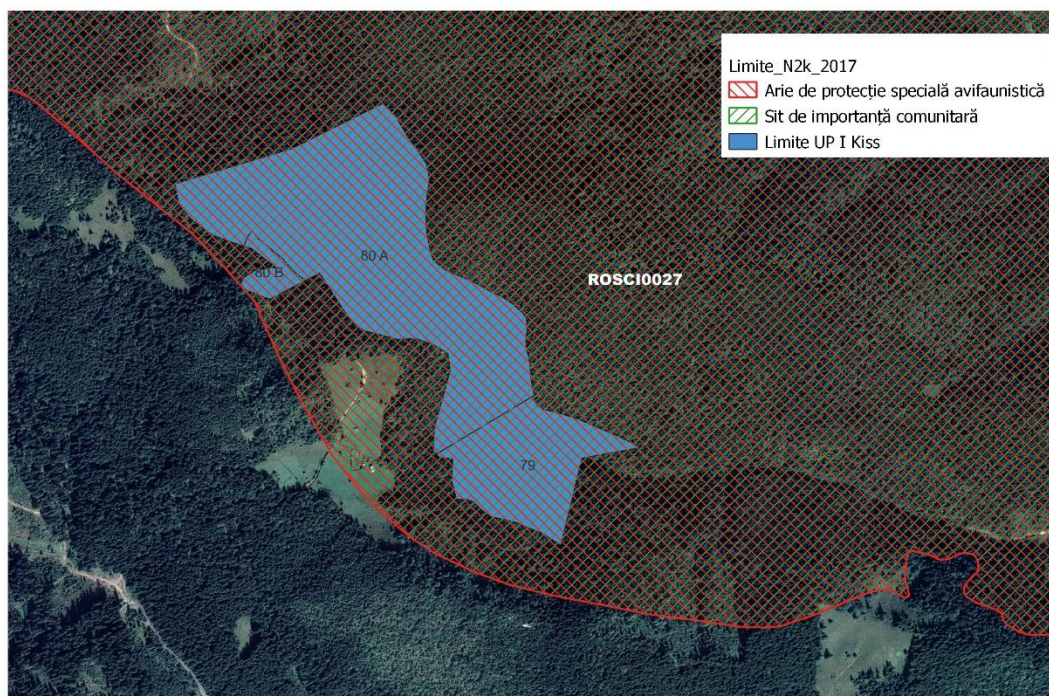 Limite_N2k_2017
Arie de protecție specială avifaunistică
Sit de importanță comunitară
Limite UP I Kiss
80 A
80 B
ROSCI0027
79